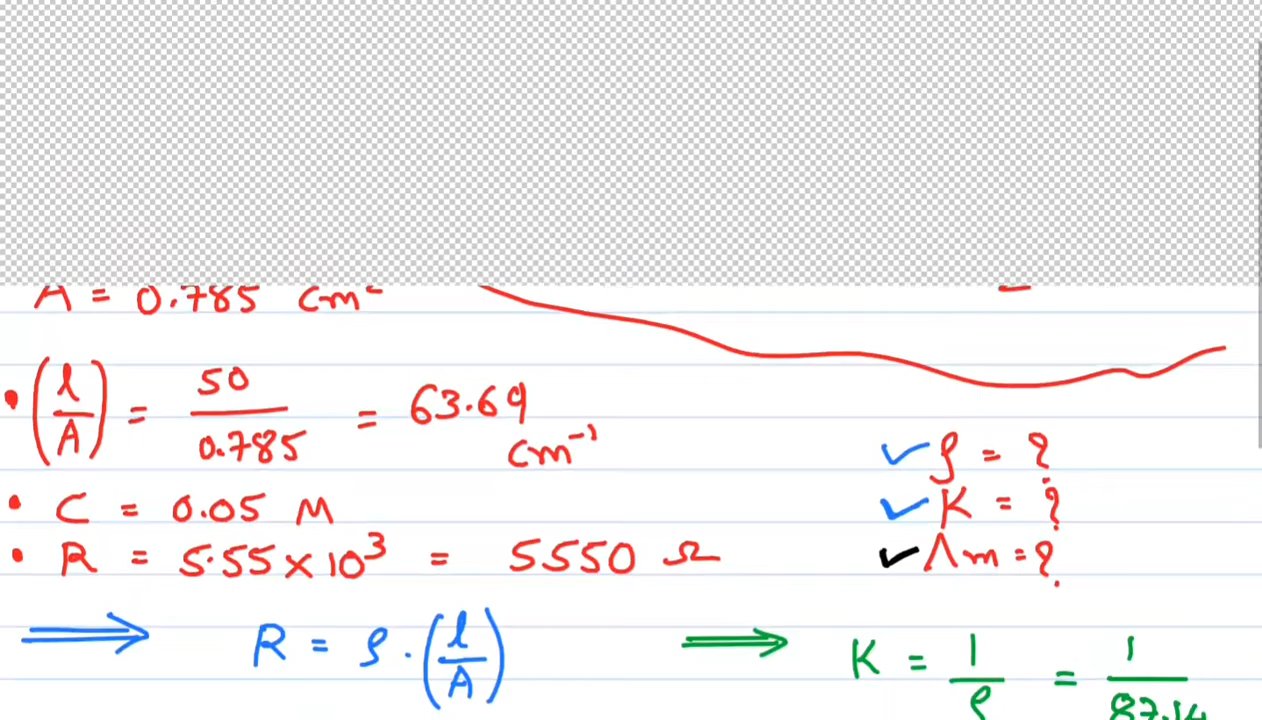 A = 0.785 cm²
• (l/A) = 50/0.785 = 63.69 cm⁻¹
✓ ρ = ?
• C = 0.05 M
✓ K = ?
• R = 5.55×10³ = 5550 Ω
✓ Λm = ?
⟹ R = ρ · (l/A)
⟹ K = 1/ρ = 1/87.14